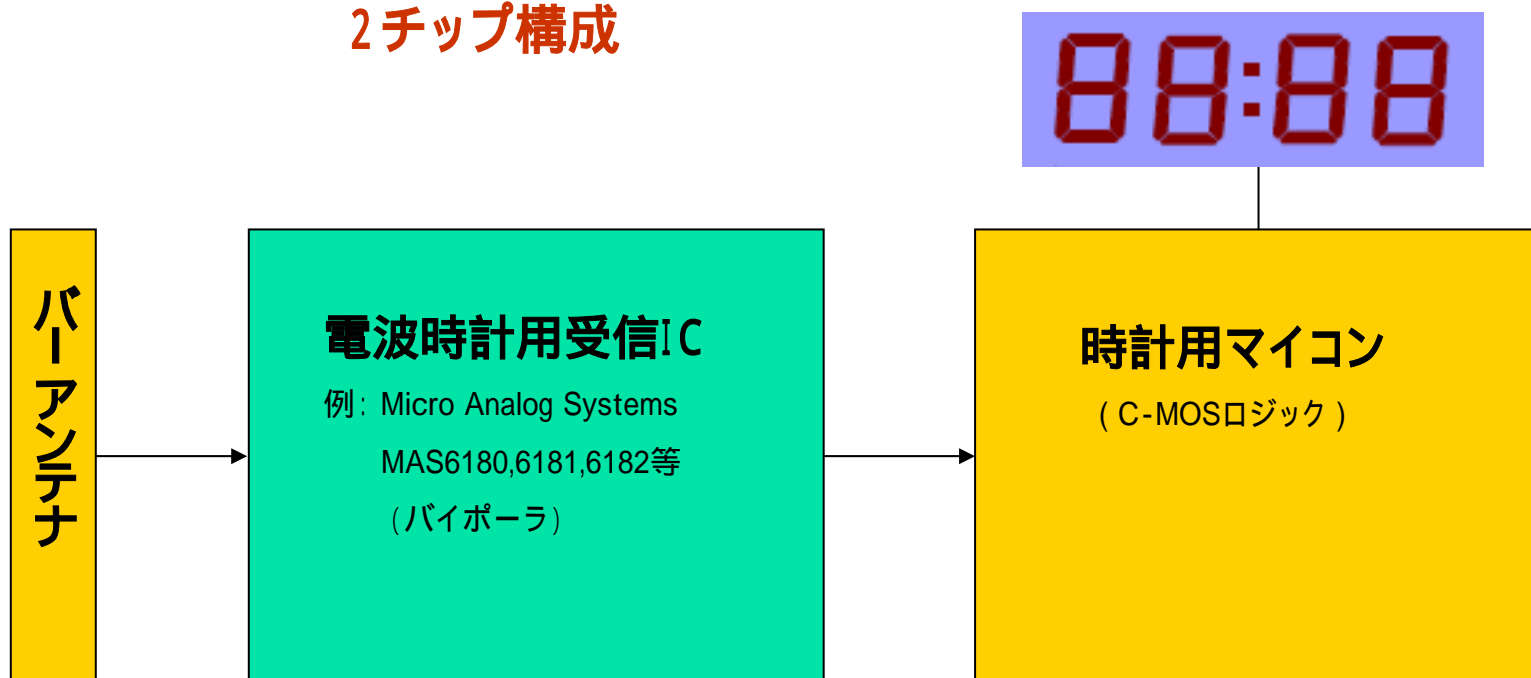 2チップ構成
88:88
バーアンテナ
電波時計用受信IC
例: Micro Analog Systems
MAS6180,6181,6182等
(バイポーラ)
時計用マイコン
(C-MOSロジック)